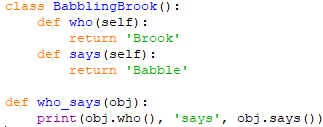 class BabblingBrook():
    def who(self):
        return 'Brook'
    def says(self):
        return 'Babble'

def who_says(obj):
    print(obj.who(), 'says', obj.says())